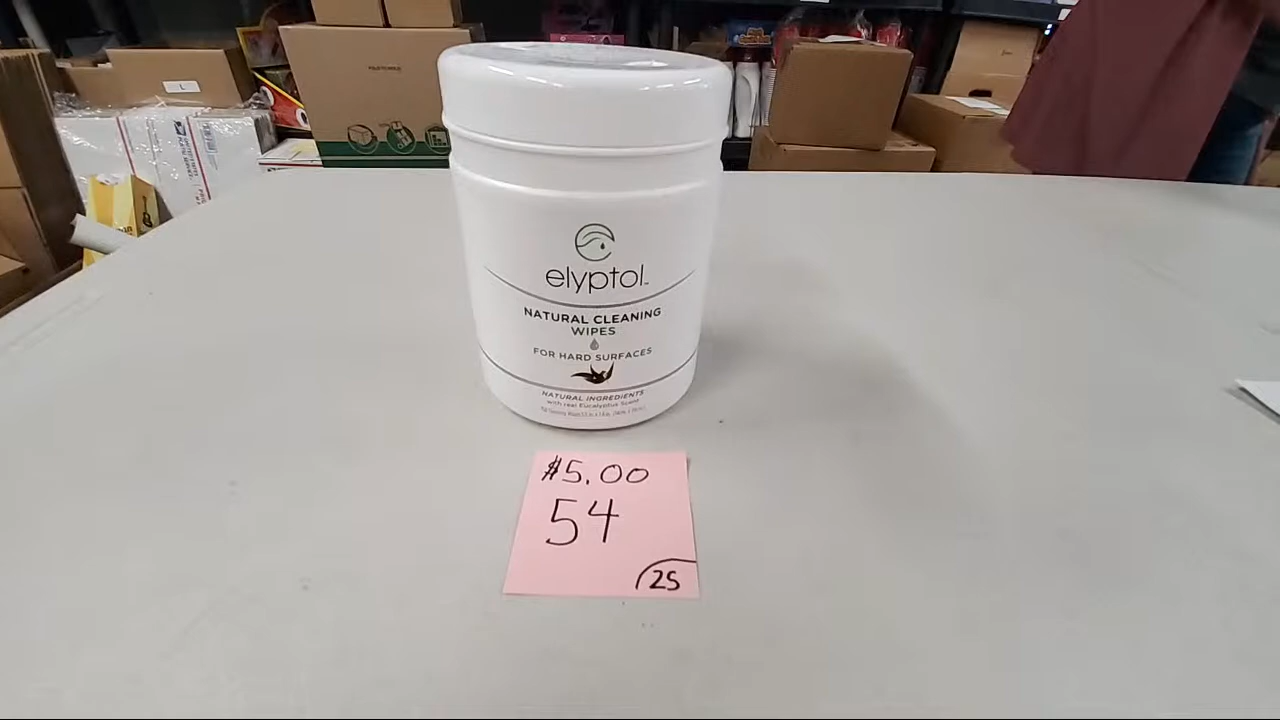 elyptol
NATURAL CLEANING
WIPES
FOR HARD SURFACES
NATURAL INGREDIENTS
with real Eucalyptus Scent
$5.00
54
25
L